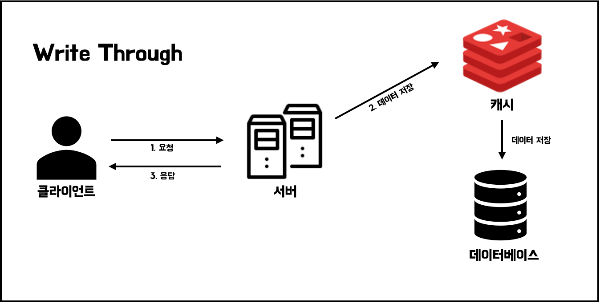 Write Through
캐시
2. 데이터 저장
1. 요청
데이터 저장
3. 응답
클라이언트
서버
데이터베이스